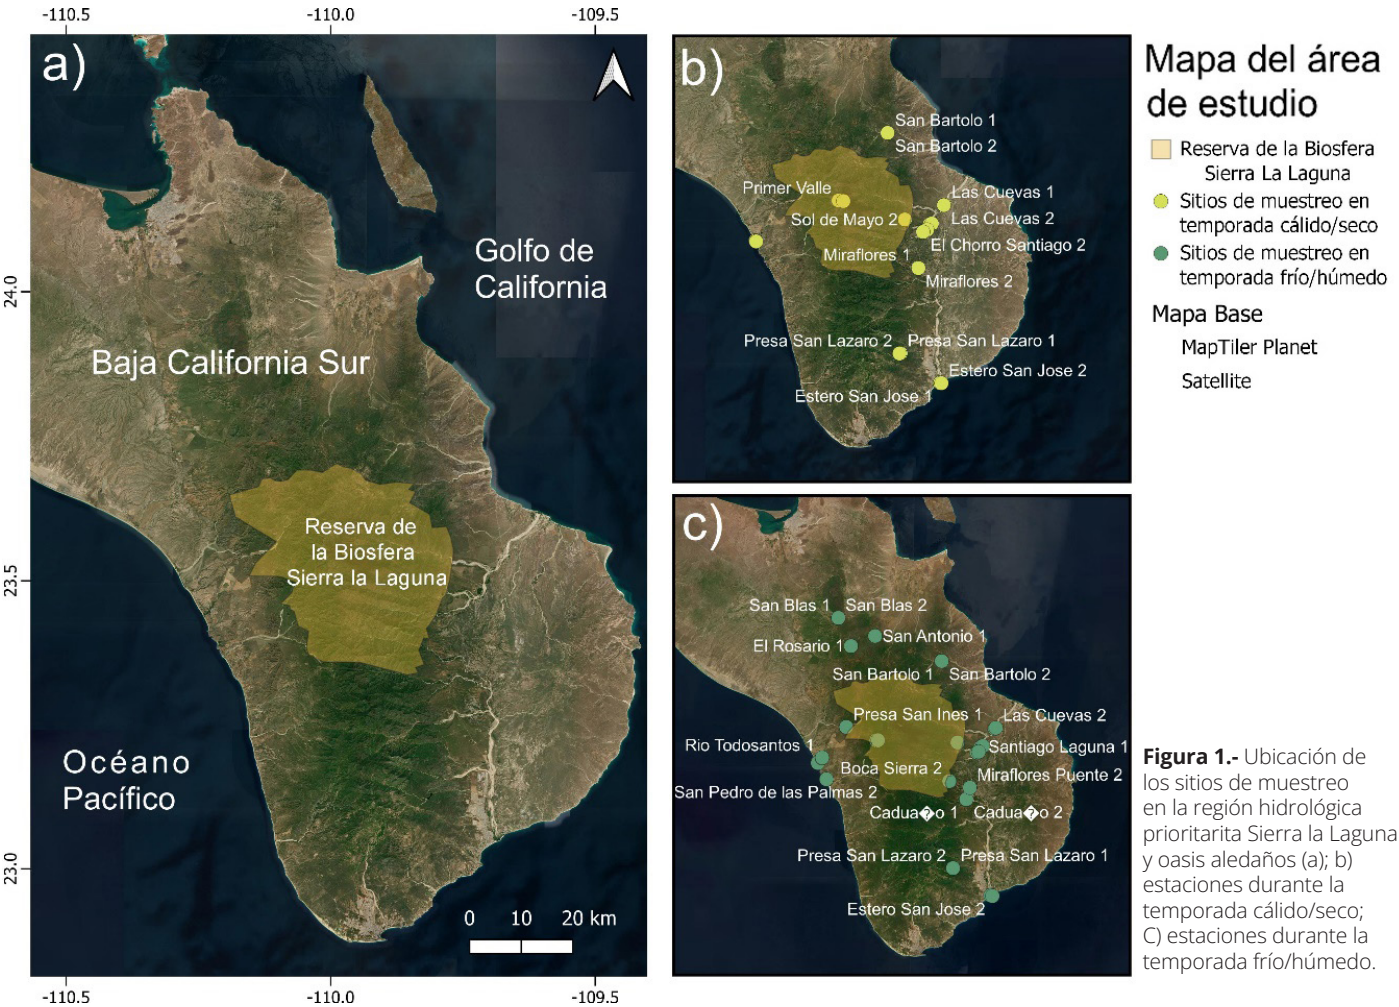 -110.5
-110.0
-109.5
a)
Golfo de
California
24.0
Baja California Sur
Reserva de
la Biosfera
Sierra la Laguna
23.5
Océano
Pacífico
23.0
0 10 20 km
-110.5
-110.0
-109.5
b)
San Bartolo 1
San Bartolo 2
Primer Valle
Las Cuevas 1
Sol de Mayo 2
Las Cuevas 2
El Chorro Santiago 2
Miraflores 1
Miraflores 2
Presa San Lazaro 2
Presa San Lazaro 1
Estero San Jose 2
Estero San Jose 1
c)
San Blas 1
San Blas 2
San Antonio 1
El Rosario 1
San Bartolo 1
San Bartolo 2
Presa San Ines 1
Las Cuevas 2
Rio Todosantos 1
Santiago Laguna 1
Boca Sierra 2
Miraflores Puente 2
San Pedro de las Palmas 2
Cadua�o 1
Cadua�o 2
Presa San Lazaro 2
Presa San Lazaro 1
Estero San Jose 2
Mapa del área
de estudio
Reserva de la Biosfera
Sierra La Laguna
Sitios de muestreo en
temporada cálido/seco
Sitios de muestreo en
temporada frío/húmedo
Mapa Base
MapTiler Planet
Satellite
Figura 1.- Ubicación de
los sitios de muestreo
en la región hidrológica
prioritarita Sierra la Laguna
y oasis aledaños (a); b)
estaciones durante la
temporada cálido/seco;
C) estaciones durante la
temporada frío/húmedo.